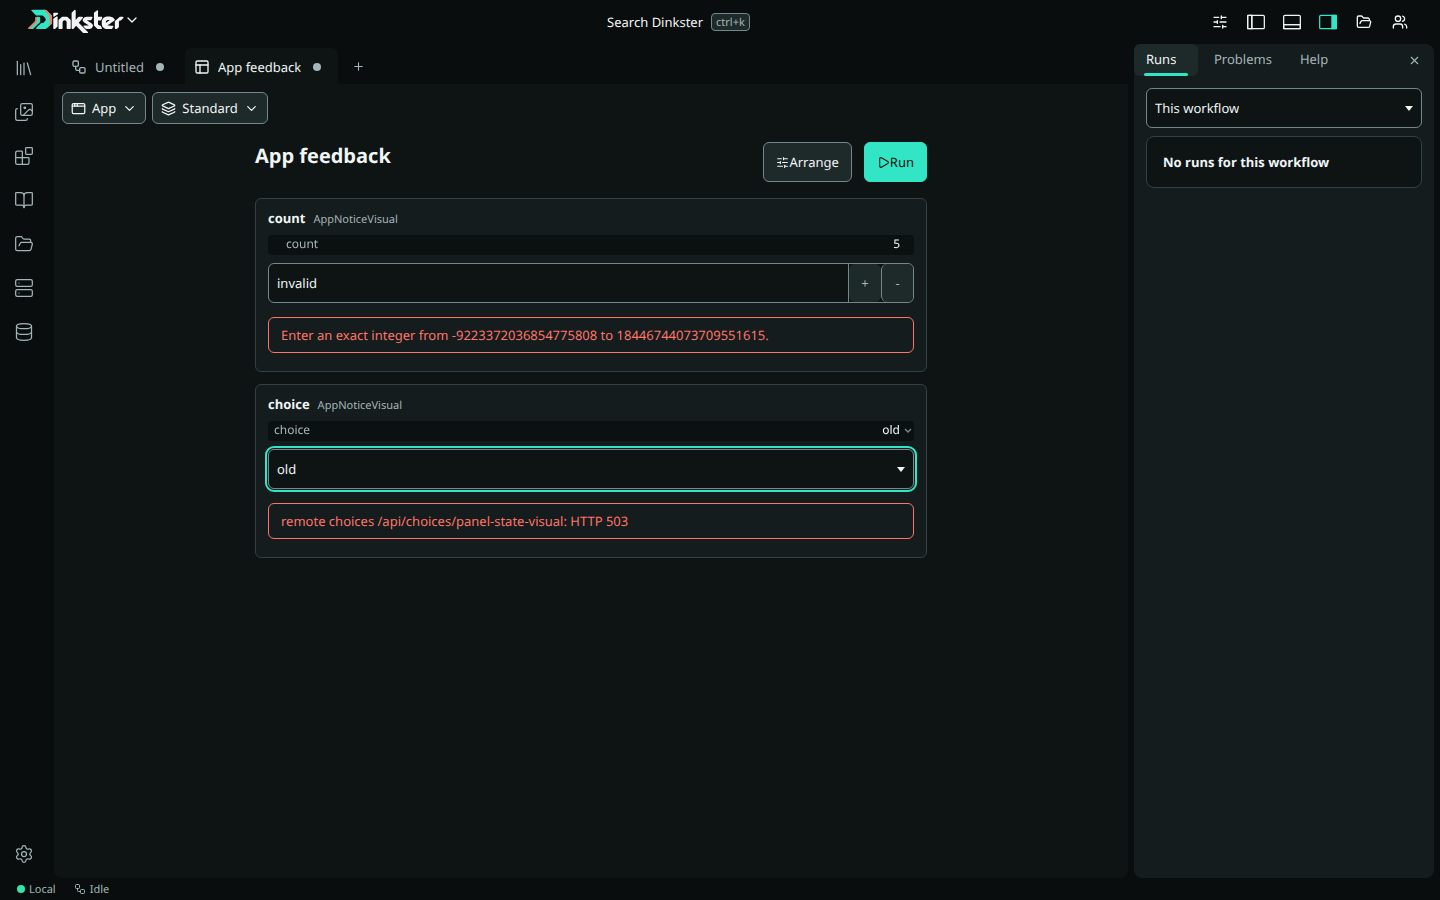 Dinkster
Search Dinkster ctrl+k
Untitled
App feedback
+
App
Standard
App feedback
Arrange
Run
count AppNoticeVisual
count 5
invalid + -
Enter an exact integer from -9223372036854775808 to 18446744073709551615.
choice AppNoticeVisual
choice old
old
remote choices /api/choices/panel-state-visual: HTTP 503
Runs Problems Help
This workflow
No runs for this workflow
Local Idle